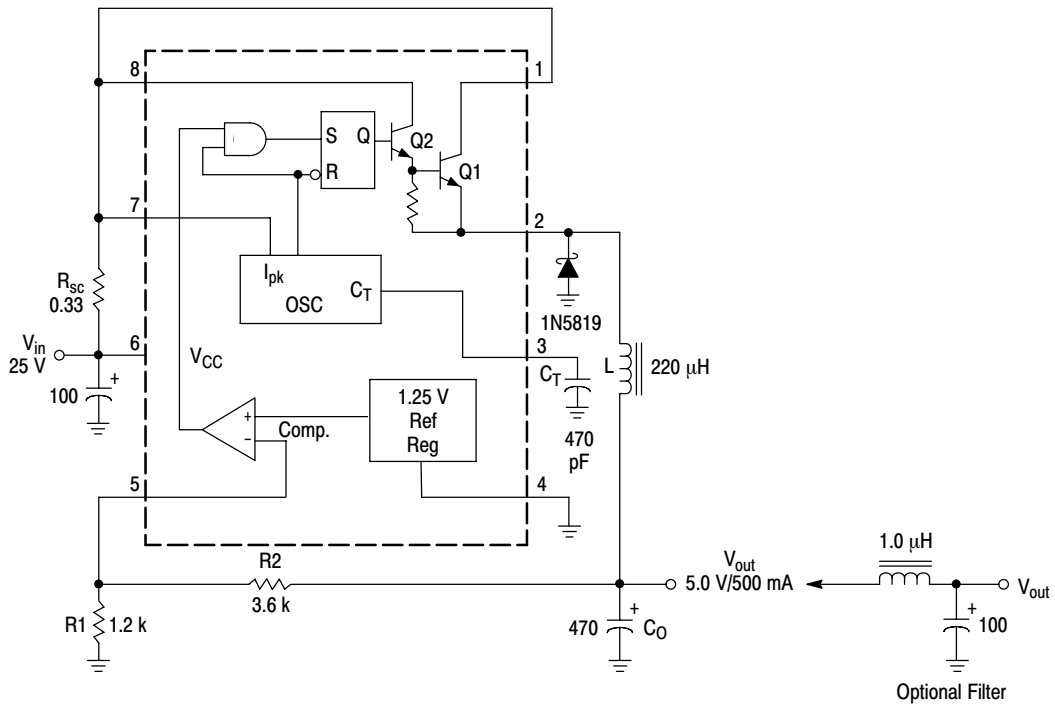 8
1
S Q
Q2
R
Q1
7
2
Ipk
CT
OSC
Rsc
0.33
1N5819
Vin
25 V
6
VCC
3
CT
L
220 μH
100
+
1.25 V
Ref
Reg
470
pF
+
−
Comp.
5
4
R2
3.6 k
R1
1.2 k
Vout
5.0 V/500 mA
1.0 μH
Vout
470
+
CO
+
100
Optional Filter